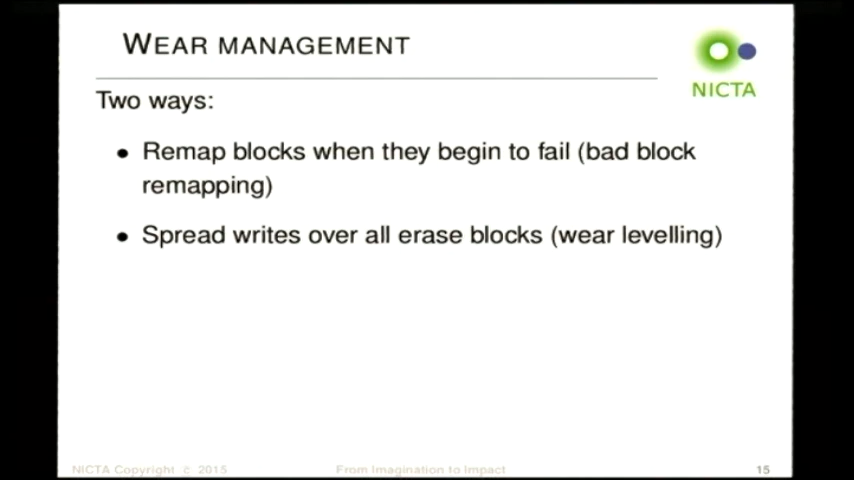 WEAR MANAGEMENT
NICTA
Two ways:
• Remap blocks when they begin to fail (bad block
remapping)
• Spread writes over all erase blocks (wear levelling)
NICTA Copyright © 2015 From Imagination to Impact 15